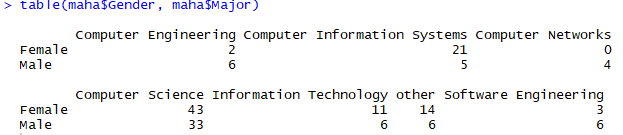 > table(maha$Gender, maha$Major)
Computer Engineering Computer Information Systems Computer Networks
Female 2 21 0
Male 6 5 4
Computer Science Information Technology other Software Engineering
Female 43 11 14 3
Male 33 6 6 6